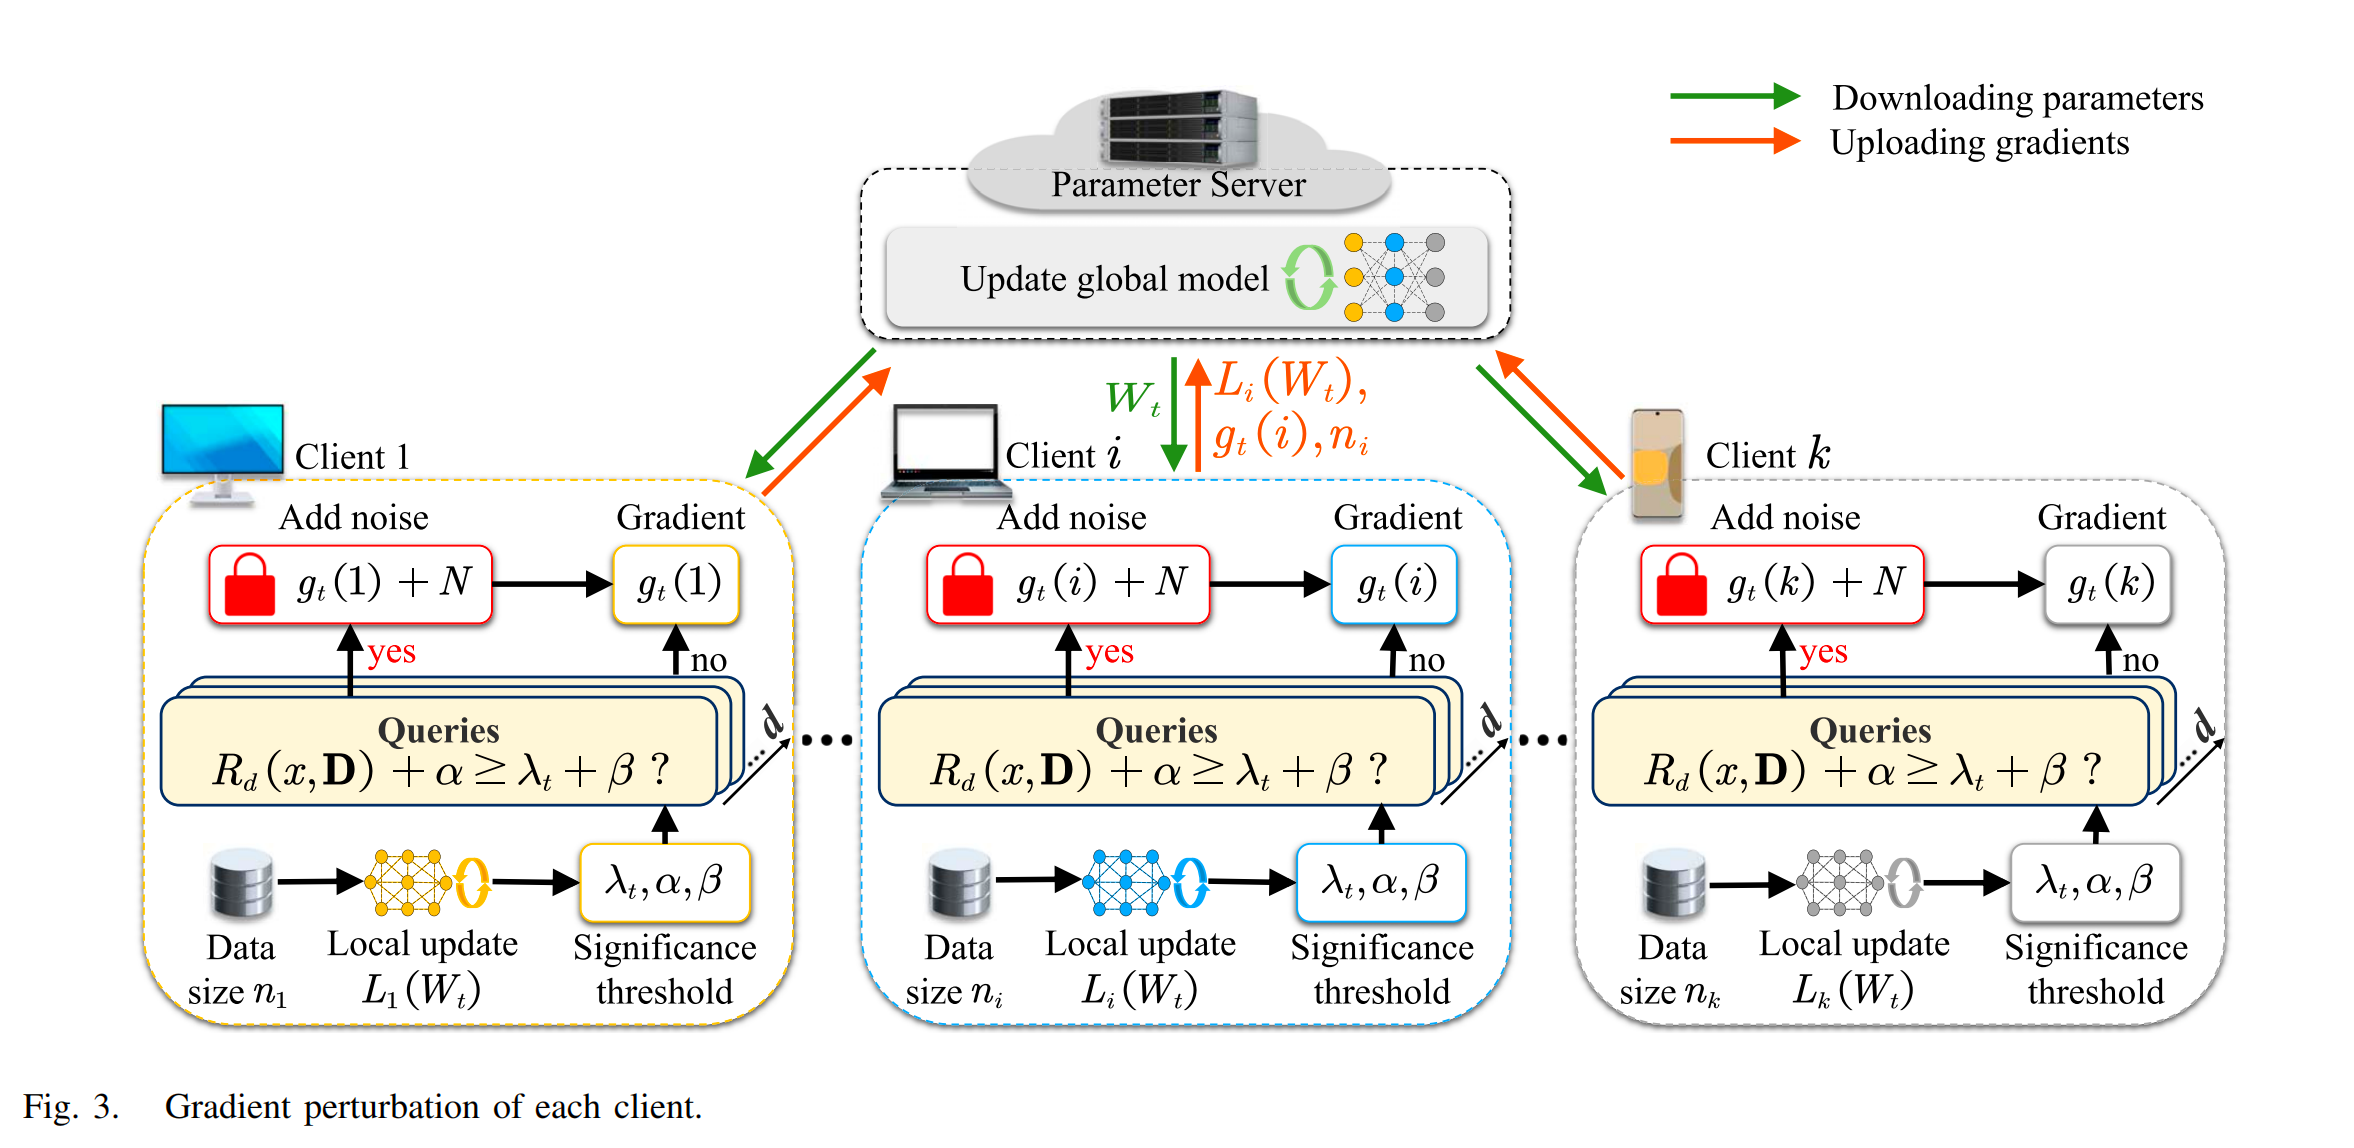 Downloading parameters
Uploading gradients
Parameter Server
Update global model
W_t
L_i(W_t),
g_t(i), n_i
Client 1
Add noise
Gradient
g_t(1) + N
g_t(1)
yes
no
Queries
R_d(x, D) + α ≥ λ_t + β ?
d
λ_t, α, β
Data
size n_1
Local update
L_1(W_t)
Significance
threshold
Client i
Add noise
Gradient
g_t(i) + N
g_t(i)
yes
no
Queries
R_d(x, D) + α ≥ λ_t + β ?
d
λ_t, α, β
Data
size n_i
Local update
L_i(W_t)
Significance
threshold
Client k
Add noise
Gradient
g_t(k) + N
g_t(k)
yes
no
Queries
R_d(x, D) + α ≥ λ_t + β ?
d
λ_t, α, β
Data
size n_k
Local update
L_k(W_t)
Significance
threshold
Fig. 3. Gradient perturbation of each client.